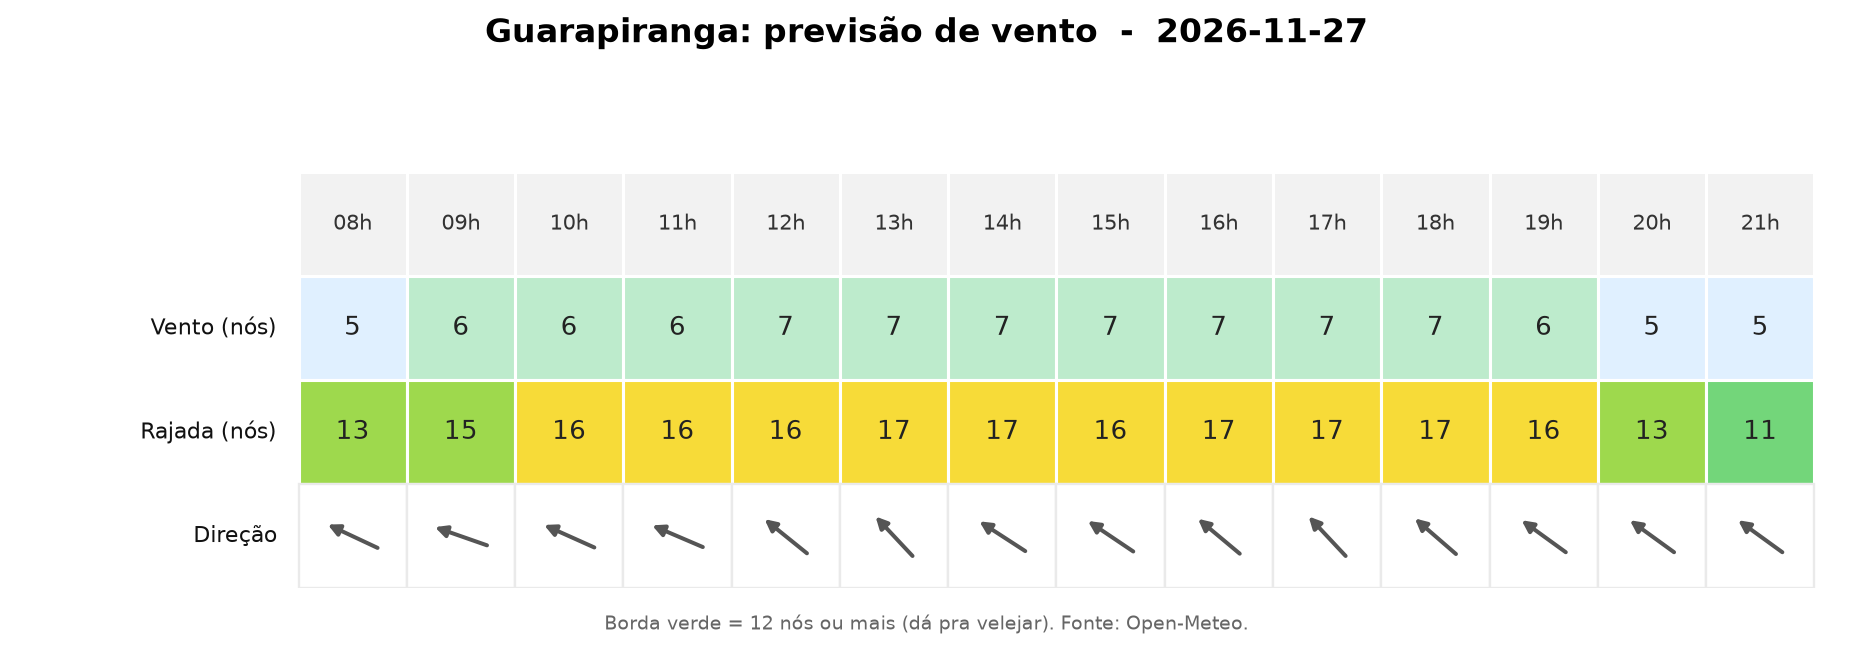 Guarapiranga: previsão de vento - 2026-11-27
08h 09h 10h 11h 12h 13h 14h 15h 16h 17h 18h 19h 20h 21h
Vento (nós) 5 6 6 6 7 7 7 7 7 7 7 6 5 5
Rajada (nós) 13 15 16 16 16 17 17 16 17 17 17 16 13 11
Direção
Borda verde = 12 nós ou mais (dá pra velejar). Fonte: Open-Meteo.